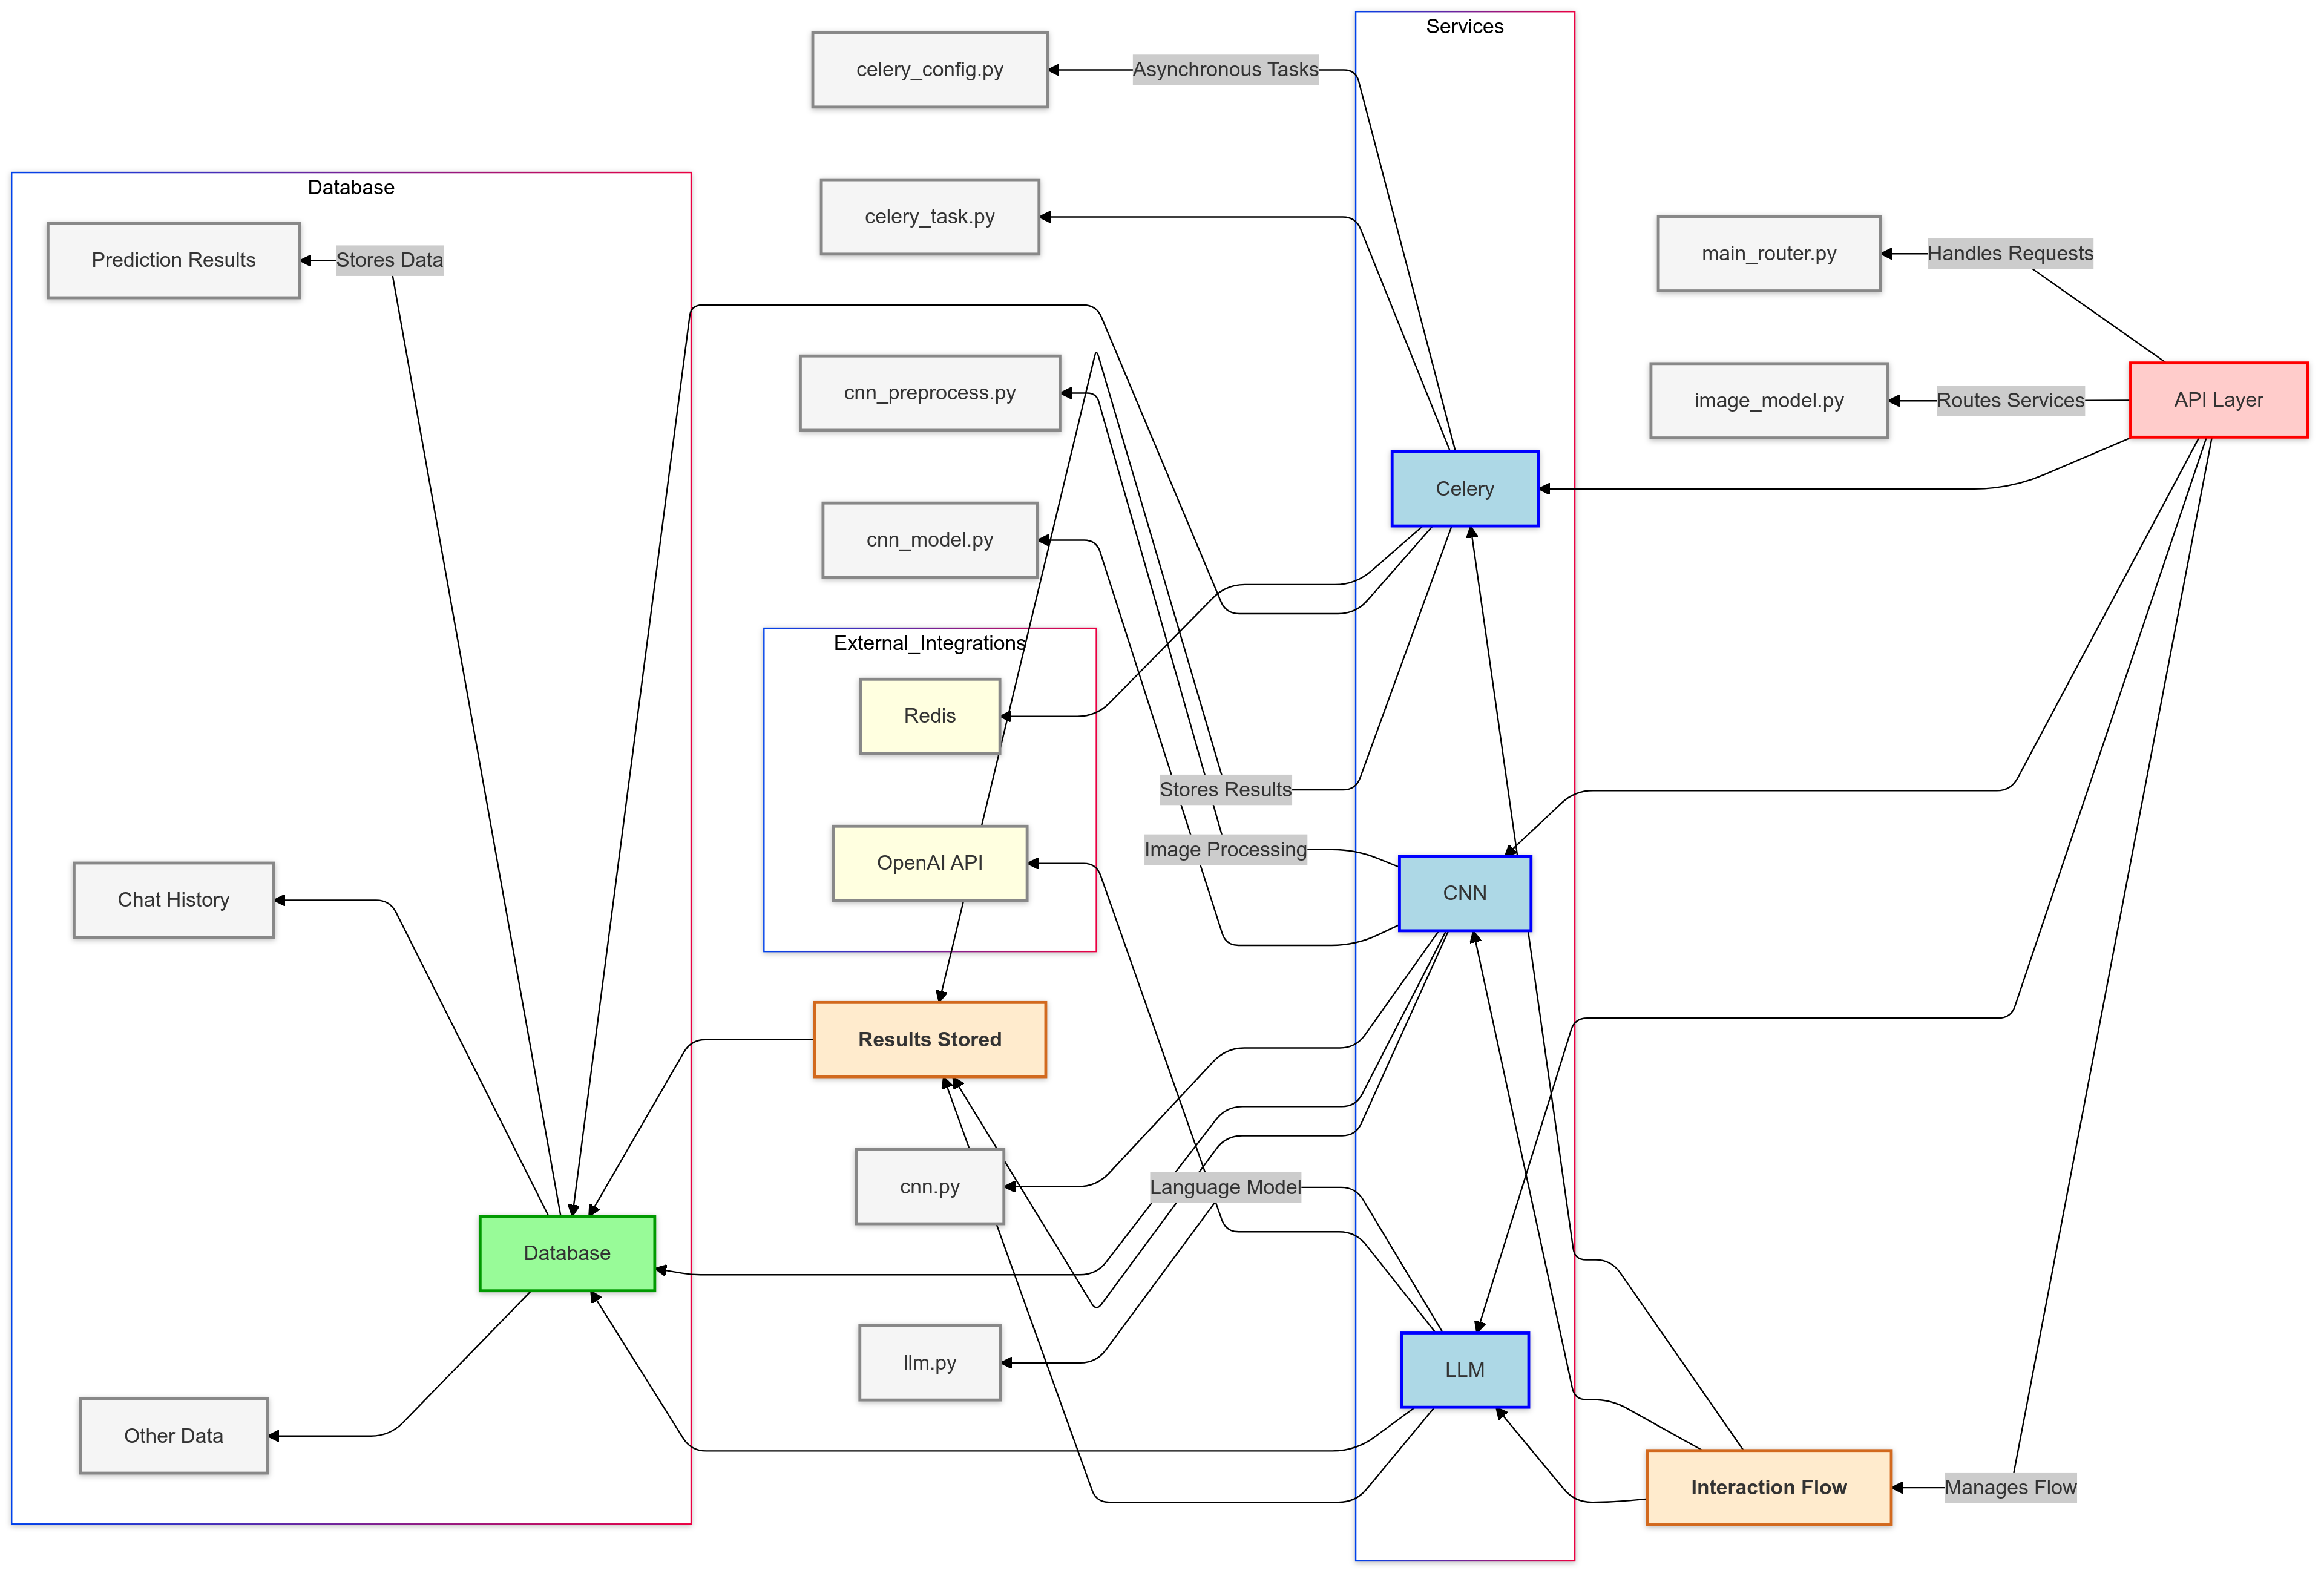 Services
celery_config.py
Asynchronous Tasks
Database
celery_task.py
main_router.py
Handles Requests
Prediction Results
Stores Data
cnn_preprocess.py
image_model.py
Routes Services
API Layer
Celery
cnn_model.py
External_Integrations
Redis
Stores Results
Image Processing
OpenAI API
CNN
Chat History
Results Stored
cnn.py
Language Model
Database
llm.py
LLM
Other Data
Interaction Flow
Manages Flow